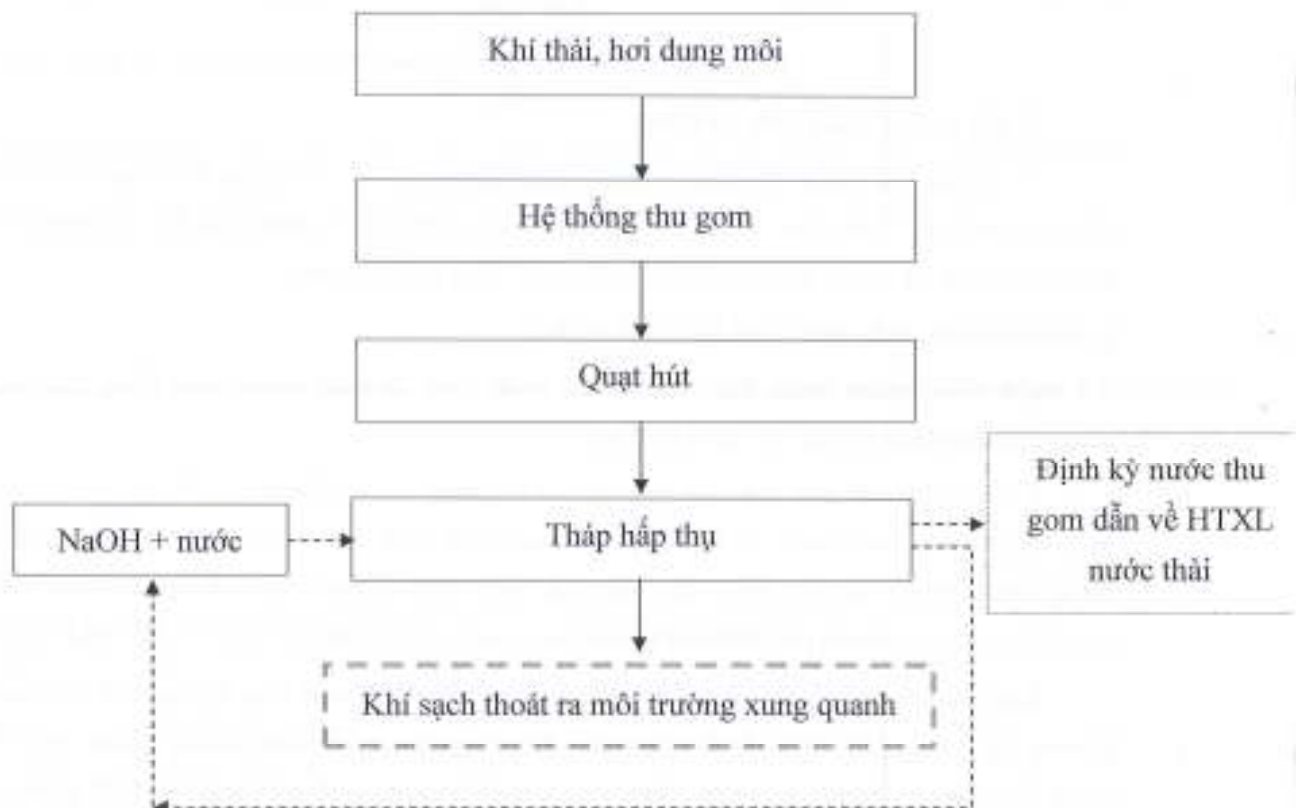 Khí thải, hơi dung môi
Hệ thống thu gom
Quạt hút
Định kỳ nước thu
gom dẫn về HTXL
nước thải
NaOH + nước
Tháp hấp thụ
Khí sạch thoát ra môi trường xung quanh